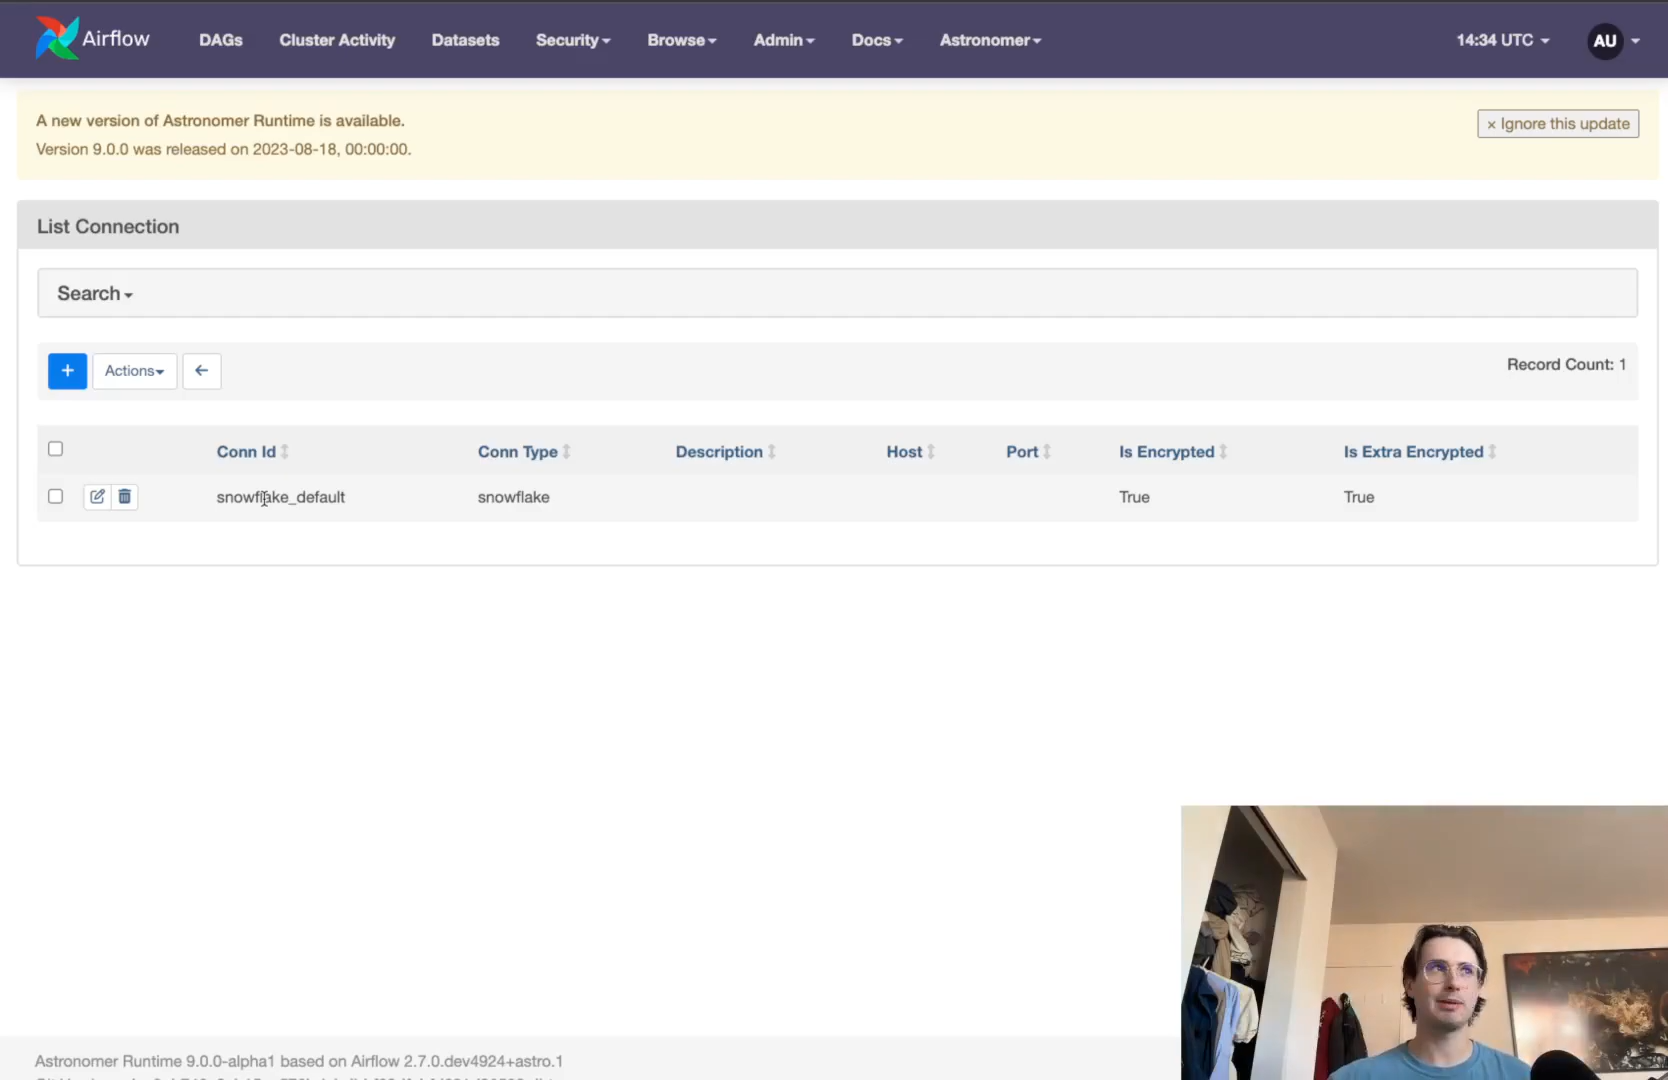 Airflow
DAGs Cluster Activity Datasets Security Browse Admin Docs Astronomer 14:34 UTC AU
A new version of Astronomer Runtime is available.
× Ignore this update
Version 9.0.0 was released on 2023-08-18, 00:00:00.
List Connection
Search
+ Actions
Record Count: 1
Conn Id Conn Type Description Host Port Is Encrypted Is Extra Encrypted
snowflake_default snowflake True True
Astronomer Runtime 9.0.0-alpha1 based on Airflow 2.7.0.dev4924+astro.1